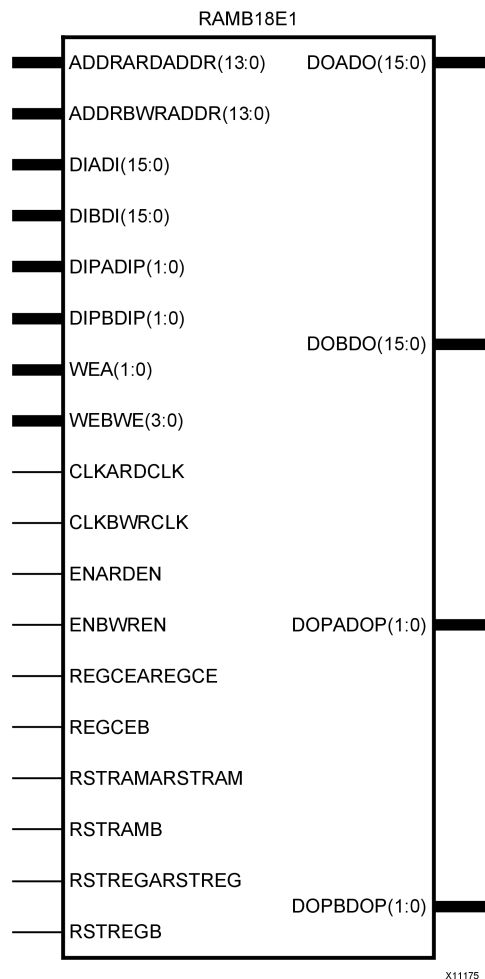 RAMB18E1
ADDRARDADDR(13:0)
DOADO(15:0)
ADDRBWRADDR(13:0)
DIADI(15:0)
DIBDI(15:0)
DIPADIP(1:0)
DIPBDIP(1:0)
DOBDO(15:0)
WEA(1:0)
WEBWE(3:0)
CLKARDCLK
CLKBWRCLK
ENARDEN
ENBWREN
DOPADOP(1:0)
REGCEAREGCE
REGCEB
RSTRAMARSTRAM
RSTRAMB
RSTREGARSTREG
DOPBDOP(1:0)
RSTREGB
X11175